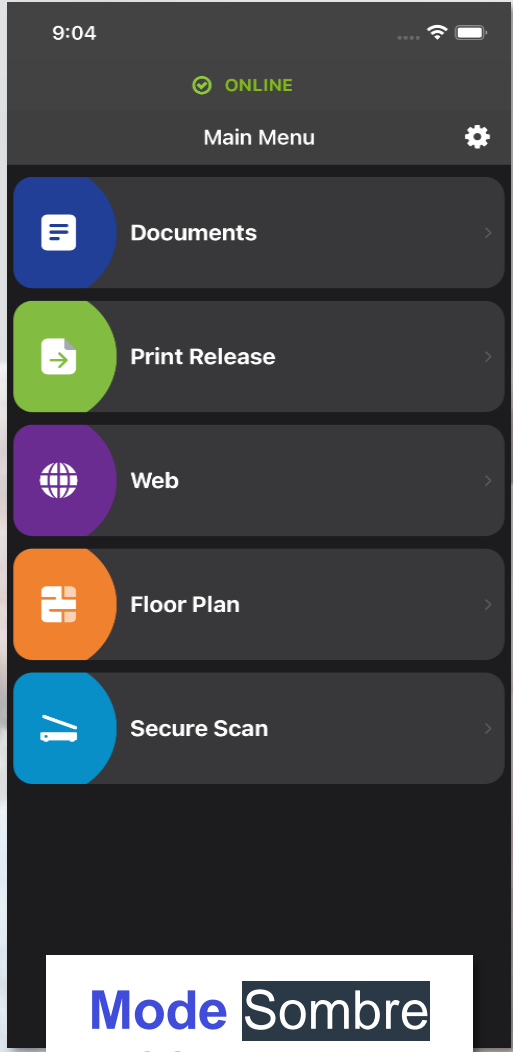 9:04
ONLINE
Main Menu
Documents
Print Release
Web
Floor Plan
Secure Scan
Mode Sombre